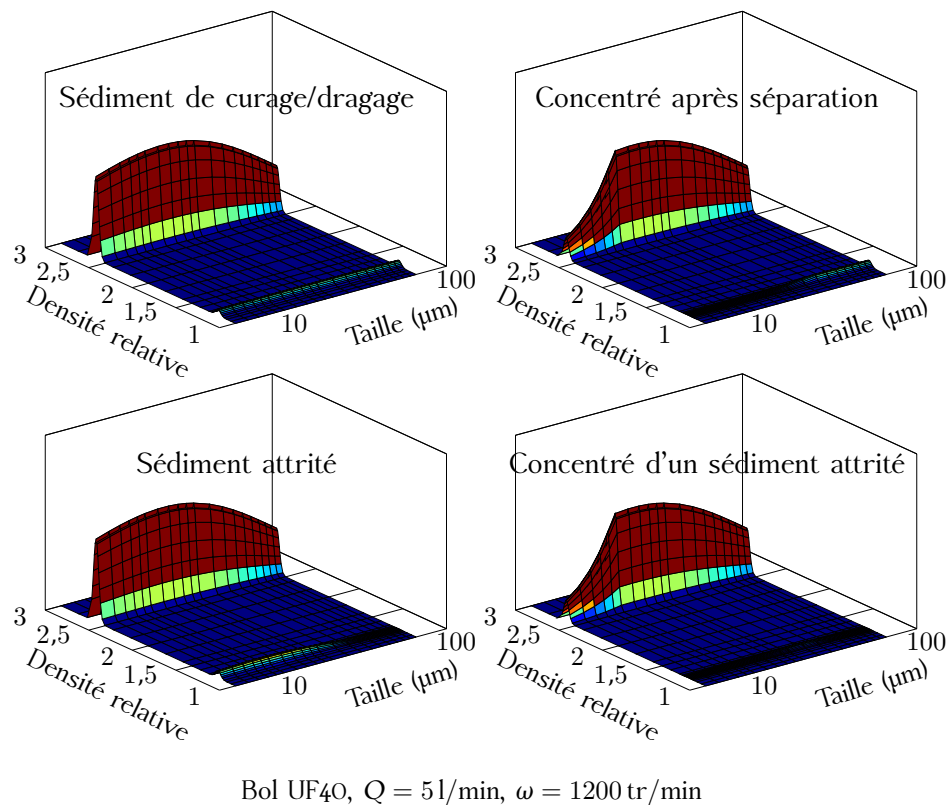 Sédiment de curage/dragage
3
2,5
2
1,5
1
Densité relative
10
100
Taille (μm)
Concentré après séparation
3
2,5
2
1,5
1
Densité relative
10
100
Taille (μm)
Sédiment attrité
3
2,5
2
1,5
1
Densité relative
10
100
Taille (μm)
Concentré d'un sédiment attrité
3
2,5
2
1,5
1
Densité relative
10
100
Taille (μm)
Bol UF40, Q = 5 l/min, ω = 1200 tr/min